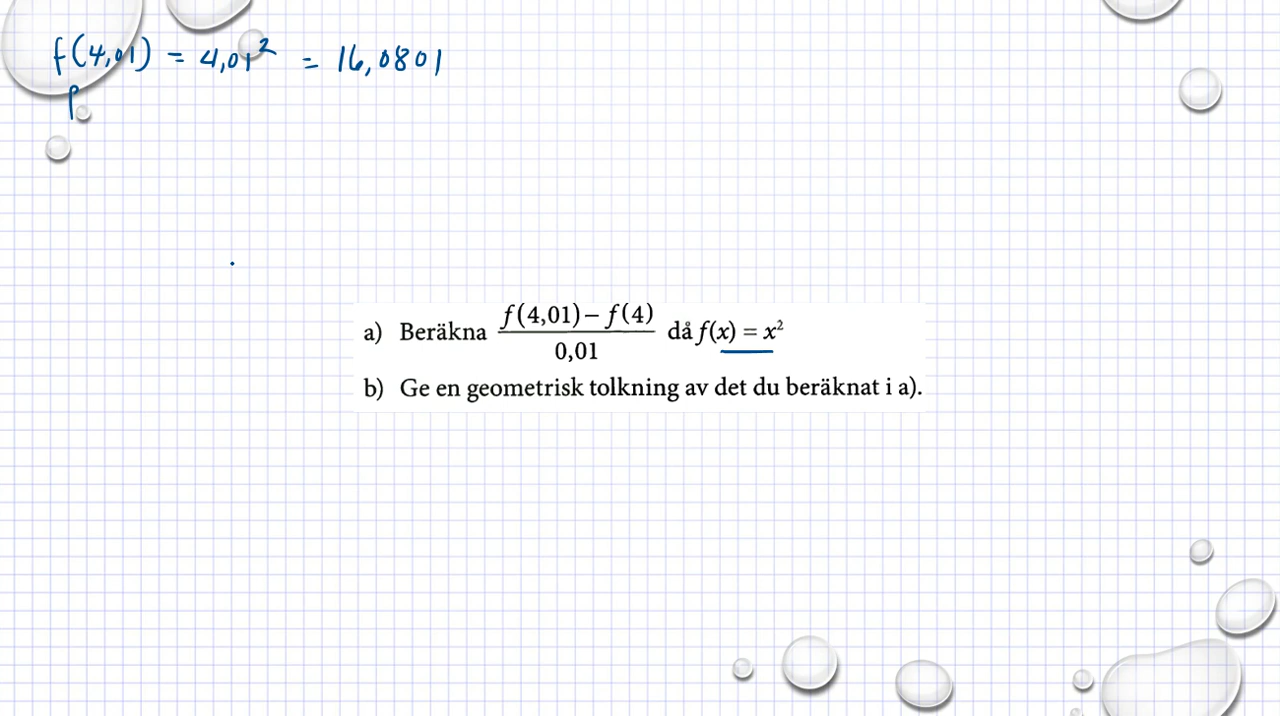 f(4,01) = 4,01² = 16,0801
f
a) Beräkna \frac{f(4,01) – f(4)}{0,01} då f(x) = x²
b) Ge en geometrisk tolkning av det du beräknat i a).